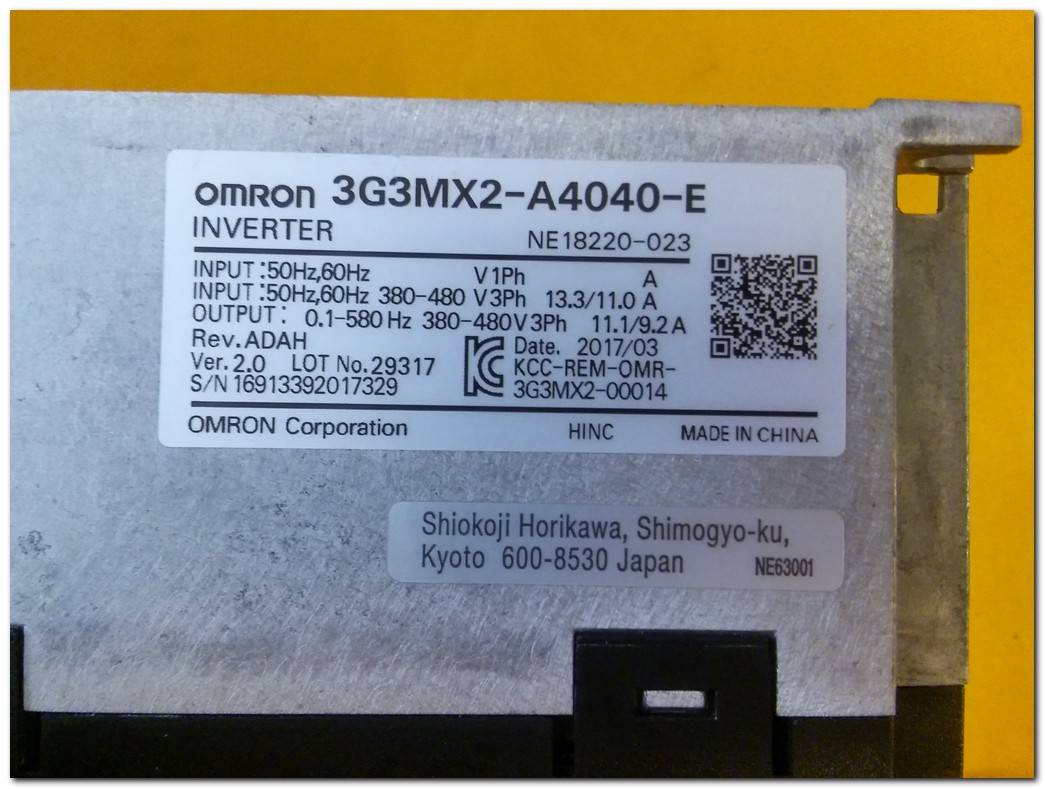 OMRON 3G3MX2-A4040-E
INVERTER NE18220-023
INPUT :50Hz,60Hz V 1Ph A
INPUT :50Hz,60Hz 380-480 V3Ph 13.3/11.0 A
OUTPUT : 0.1-580 Hz 380-480V 3Ph 11.1/9.2 A
Rev.ADAH
Date. 2017/03
Ver. 2.0 LOT No. 29317
KCC-REM-OMR-
S/N 16913392017329
3G3MX2-00014
OMRON Corporation HINC MADE IN CHINA
Shiokoji Horikawa, Shimogyo-ku,
Kyoto 600-8530 Japan NE63001